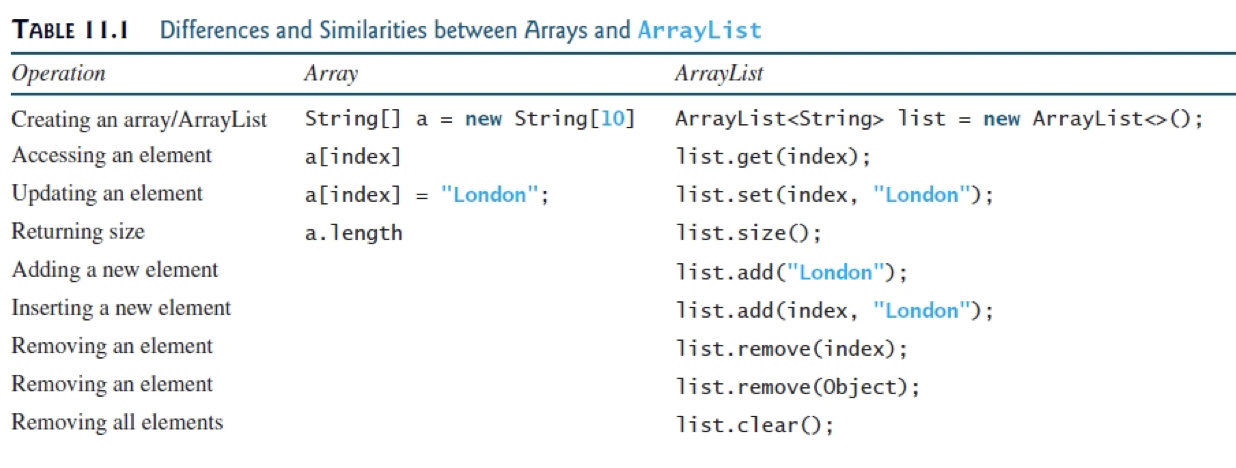 TABLE 11.1 Differences and Similarities between Arrays and ArrayList
Operation Array ArrayList
Creating an array/ArrayList String[] a = new String[10] ArrayList<String> list = new ArrayList<>();
Accessing an element a[index] list.get(index);
Updating an element a[index] = "London"; list.set(index, "London");
Returning size a.length list.size();
Adding a new element list.add("London");
Inserting a new element list.add(index, "London");
Removing an element list.remove(index);
Removing an element list.remove(Object);
Removing all elements list.clear();